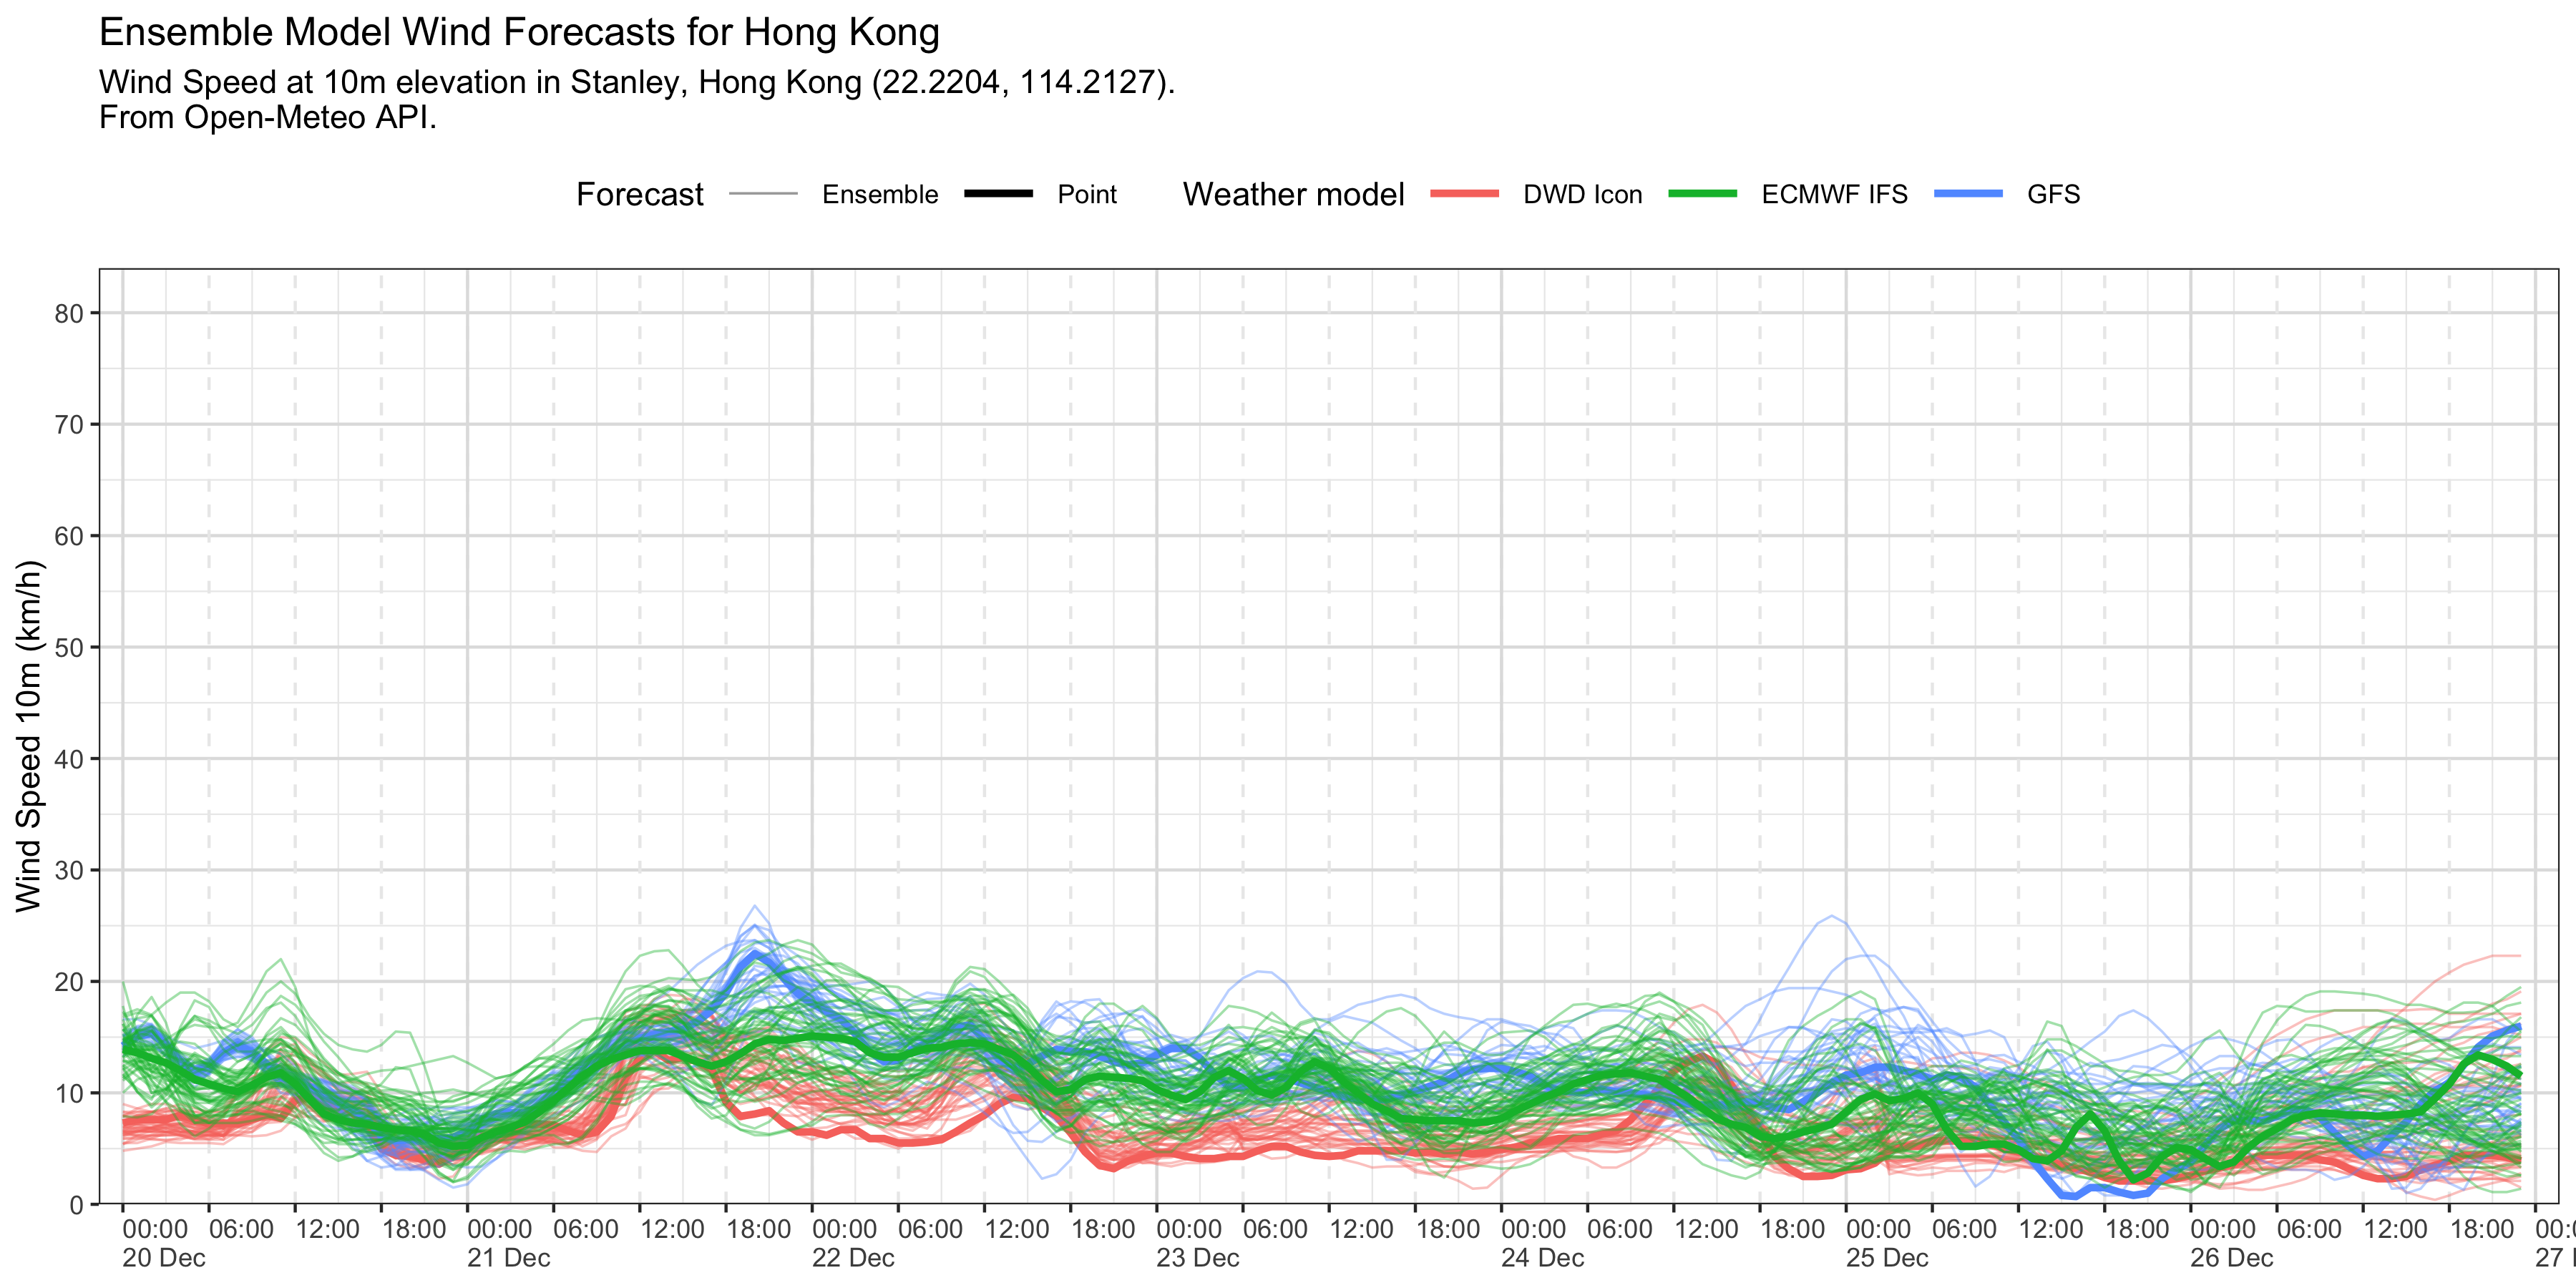 Ensemble Model Wind Forecasts for Hong Kong
Wind Speed at 10m elevation in Stanley, Hong Kong (22.2204, 114.2127).
From Open-Meteo API.
Forecast Ensemble Point Weather model DWD Icon ECMWF IFS GFS
Wind Speed 10m (km/h)
80
70
60
50
40
30
20
10
0
00:00 06:00 12:00 18:00 00:00 06:00 12:00 18:00 00:00 06:00 12:00 18:00 00:00 06:00 12:00 18:00 00:00 06:00 12:00 18:00 00:00 06:00 12:00 18:00 00:00 06:00 12:00 18:00
20 Dec 21 Dec 22 Dec 23 Dec 24 Dec 25 Dec 26 Dec 27